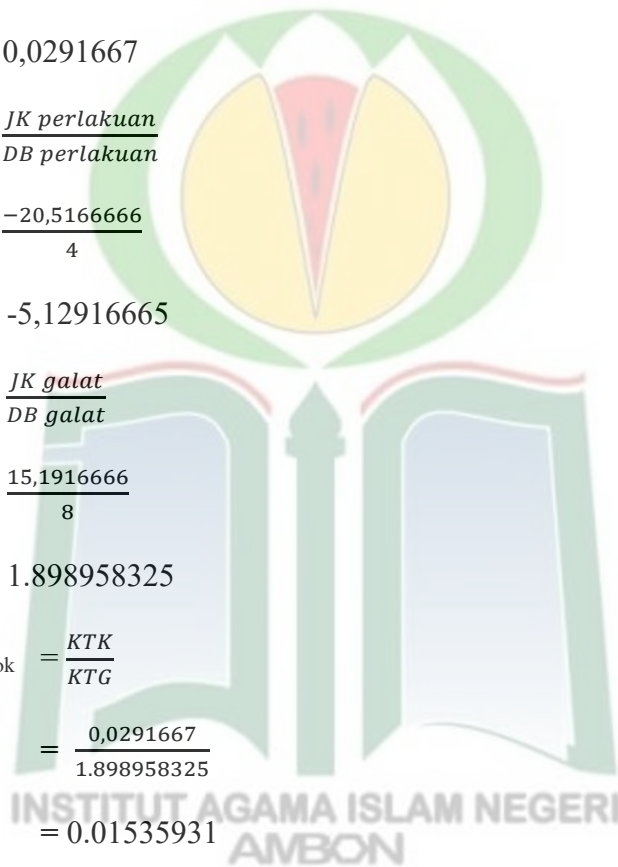 0,0291667
JK perlakuan
DB perlakuan
−20,5166666
4
-5,12916665
JK galat
DB galat
15,1916666
8
1.898958325
ok = KTK
KTG
= 0,0291667
1.898958325
= 0.01535931
INSTITUT AGAMA ISLAM NEGERI
AMBON